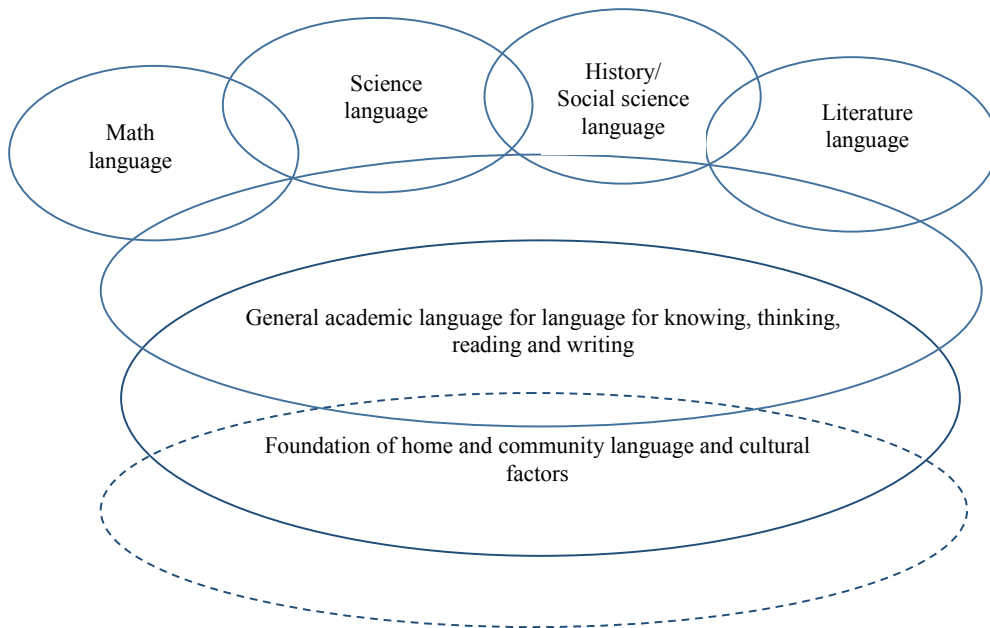 Math
language
Science
language
History/
Social science
language
Literature
language
General academic language for language for knowing, thinking,
reading and writing
Foundation of home and community language and cultural
factors